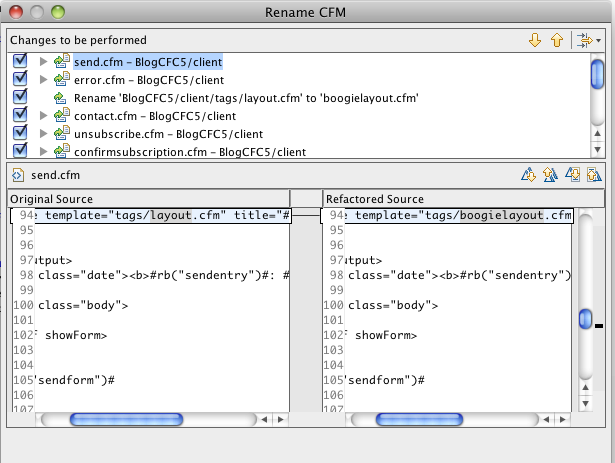 Rename CFM
Changes to be performed
send.cfm – BlogCFC5/client
error.cfm – BlogCFC5/client
Rename 'BlogCFC5/client/tags/layout.cfm' to 'boogielayout.cfm'
contact.cfm – BlogCFC5/client
unsubscribe.cfm – BlogCFC5/client
confirmsubscription.cfm – BlogCFC5/client
send.cfm
Original Source
94 e template="tags/layout.cfm" title="#
95
96
97 utput>
98 class="date"><b>#rb("sendentry")#: #
99
100 class="body">
101
102 f showForm>
103
104
105 "sendform")#
106
107
Refactored Source
94 e template="tags/boogielayout.cfm
95
96
97 utput>
98 class="date"><b>#rb("sendentry")
99
100 class="body">
101
102 f showForm>
103
104
105 'sendform")#
106
107